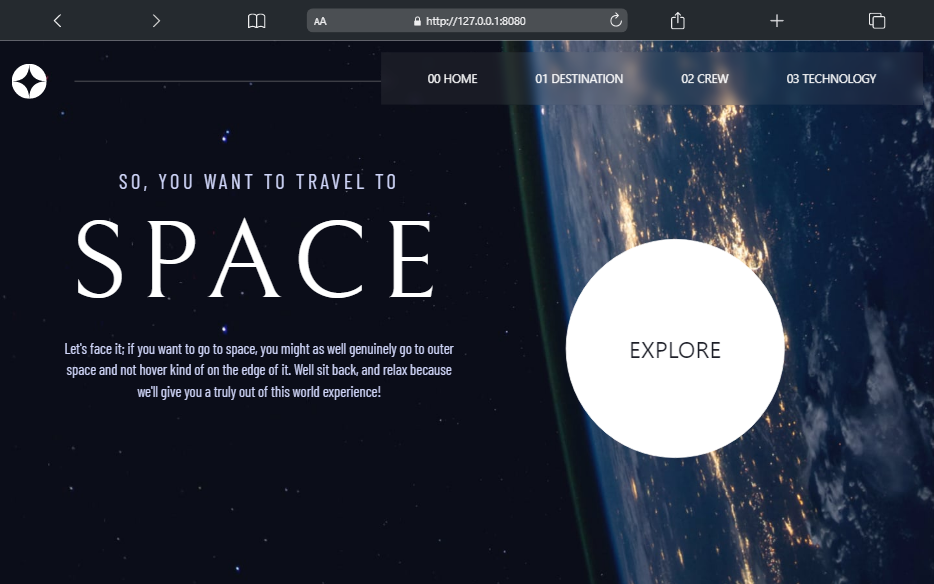 AA
http://127.0.0.1:8080
00 HOME 01 DESTINATION 02 CREW 03 TECHNOLOGY
SO, YOU WANT TO TRAVEL TO
SPACE
Let's face it; if you want to go to space, you might as well genuinely go to outer
space and not hover kind of on the edge of it. Well sit back, and relax because
we'll give you a truly out of this world experience!
EXPLORE